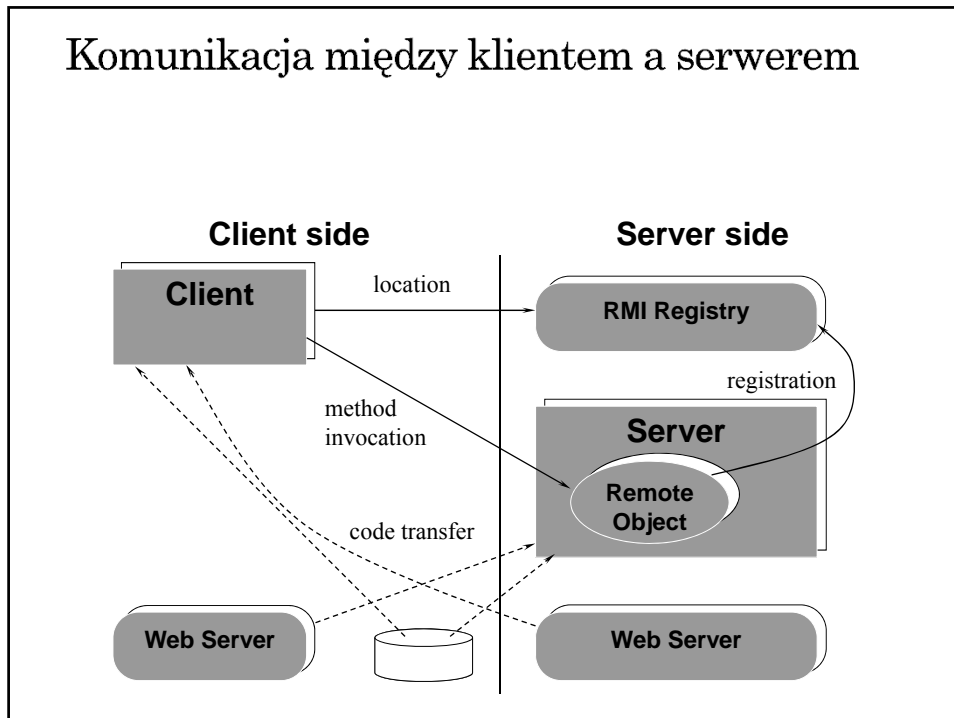 Komunikacja między klientem a serwerem
Client side
Server side
Client
location
RMI Registry
registration
method
invocation
Server
Remote
Object
code transfer
Web Server
Web Server